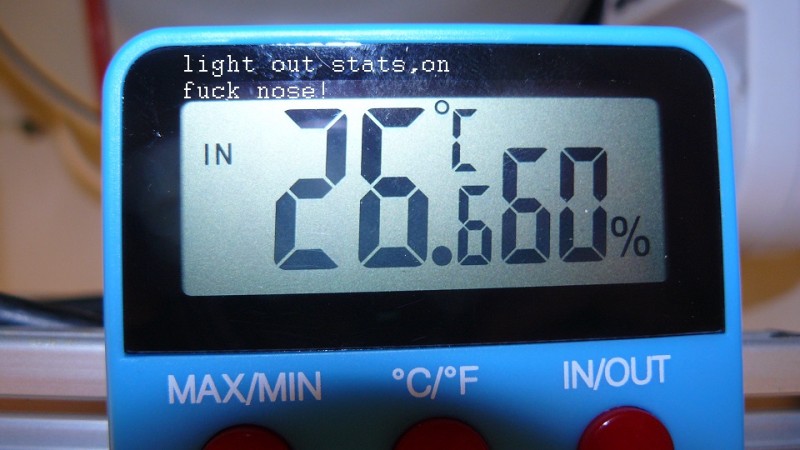 light out stats,on
fuck nose!
IN 26.6 °C 60 %
MAX/MIN °C/°F IN/OUT